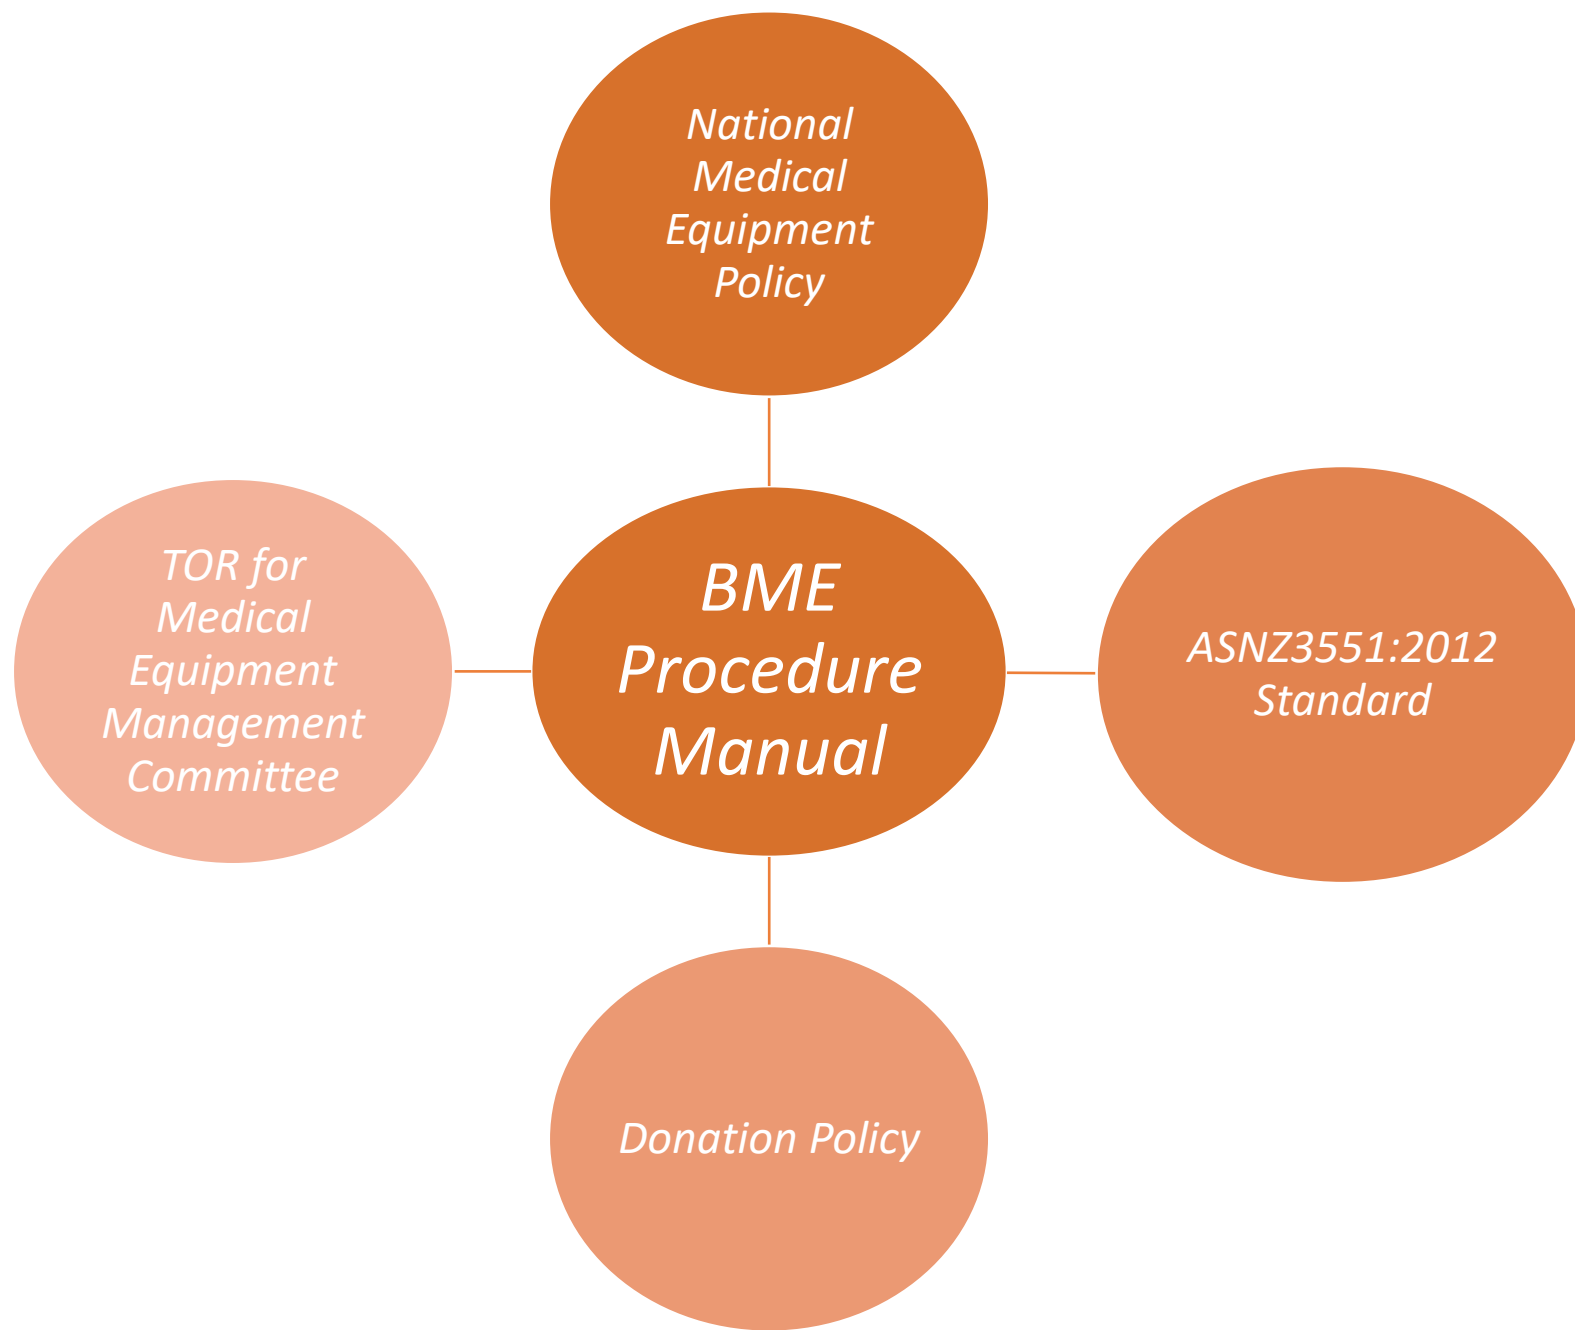 National
Medical
Equipment
Policy
TOR for
Medical
Equipment
Management
Committee
BME
Procedure
Manual
ASNZ3551:2012
Standard
Donation Policy